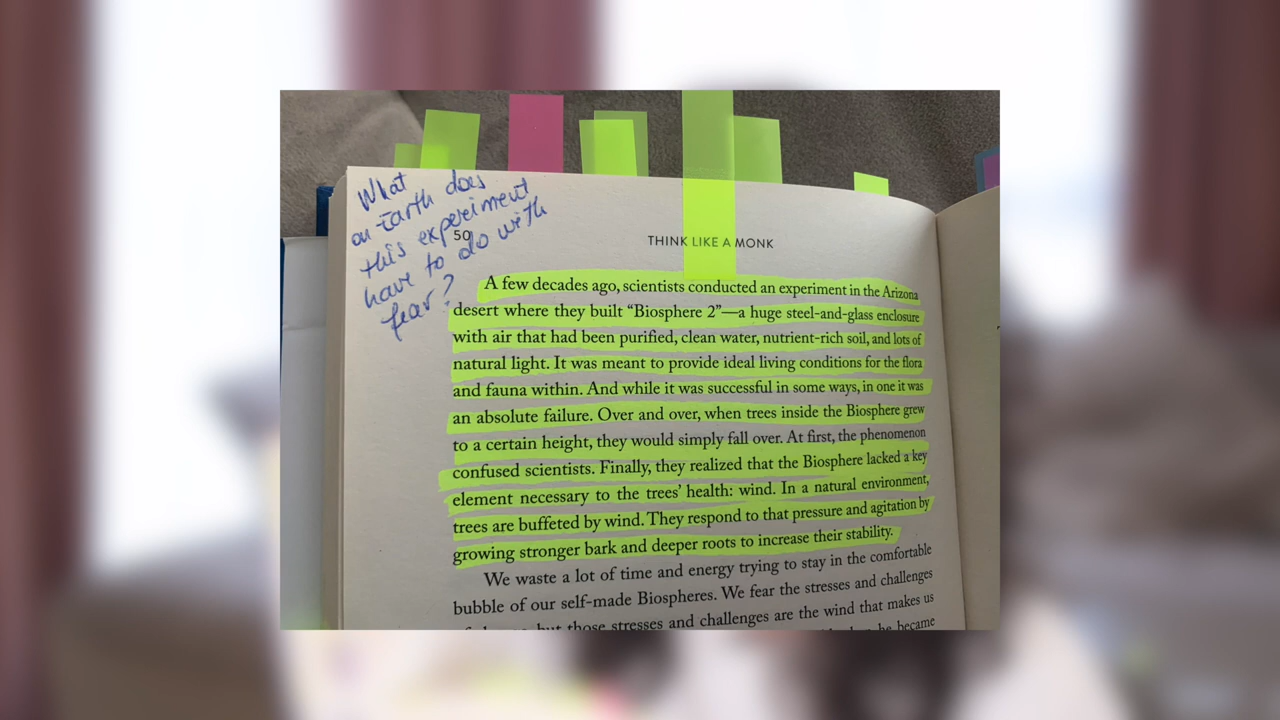 What
on Earth does
this experiment
have to do with
fear?
50
THINK LIKE A MONK
A few decades ago, scientists conducted an experiment in the Arizona
desert where they built “Biosphere 2”—a huge steel-and-glass enclosure
with air that had been purified, clean water, nutrient-rich soil, and lots of
natural light. It was meant to provide ideal living conditions for the flora
and fauna within. And while it was successful in some ways, in one it was
an absolute failure. Over and over, when trees inside the Biosphere grew
to a certain height, they would simply fall over. At first, the phenomenon
confused scientists. Finally, they realized that the Biosphere lacked a key
element necessary to the trees’ health: wind. In a natural environment,
trees are buffeted by wind. They respond to that pressure and agitation by
growing stronger bark and deeper roots to increase their stability.
We waste a lot of time and energy trying to stay in the comfortable
bubble of our self-made Biospheres. We fear the stresses and challenges
but those stresses and challenges are the wind that makes us
he became